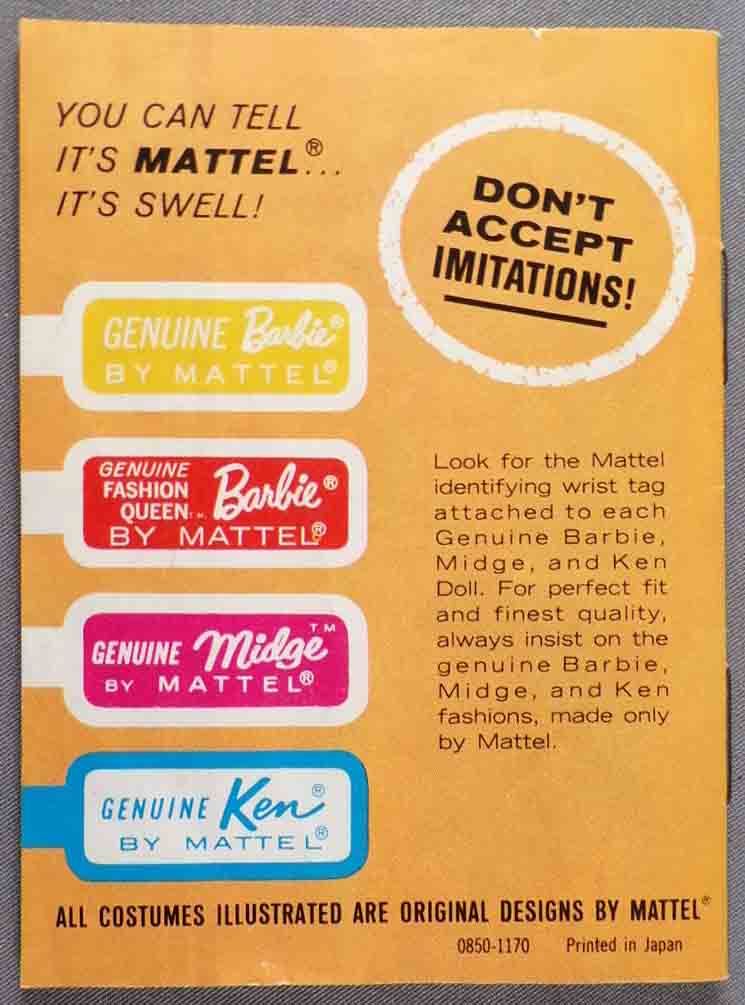 YOU CAN TELL
IT'S MATTEL®...
IT'S SWELL!
DON'T
ACCEPT
IMITATIONS!
GENUINE Barbie®
BY MATTEL®
GENUINE
FASHION
QUEEN™ Barbie®
BY MATTEL®
GENUINE Midge™
BY MATTEL®
GENUINE Ken®
BY MATTEL®
Look for the Mattel
identifying wrist tag
attached to each
Genuine Barbie,
Midge, and Ken
Doll. For perfect fit
and finest quality,
always insist on the
genuine Barbie,
Midge, and Ken
fashions, made only
by Mattel.
ALL COSTUMES ILLUSTRATED ARE ORIGINAL DESIGNS BY MATTEL®
0850-1170 Printed in Japan